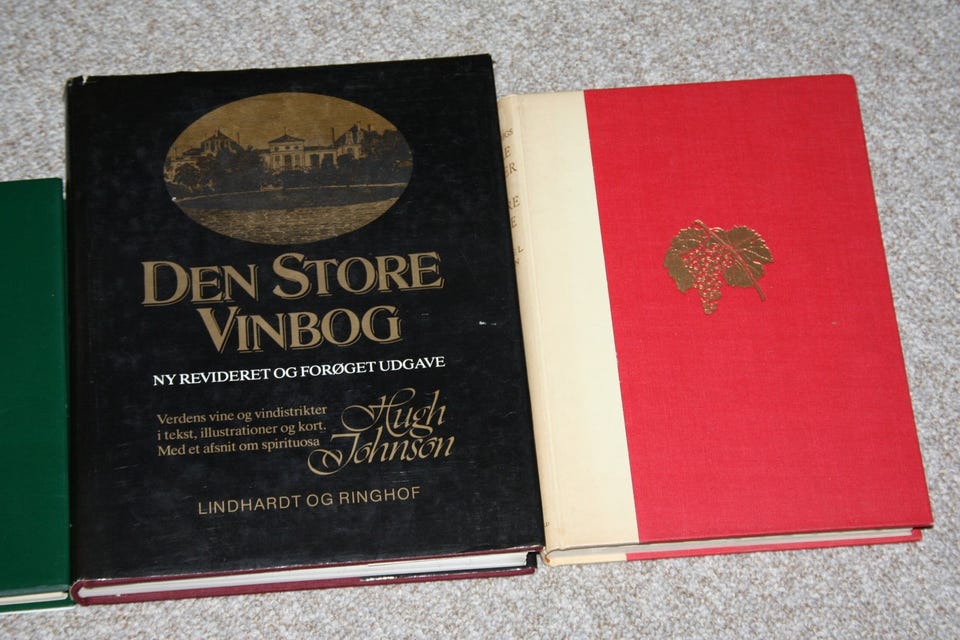 DEN STORE
VINBOG
NY REVIDERET OG FORØGET UDGAVE
Verdens vine og vindistrikter
i tekst, illustrationer og kort.
Med et afsnit om spirituosa
Hugh
Johnson
LINDHARDT OG RINGHOF